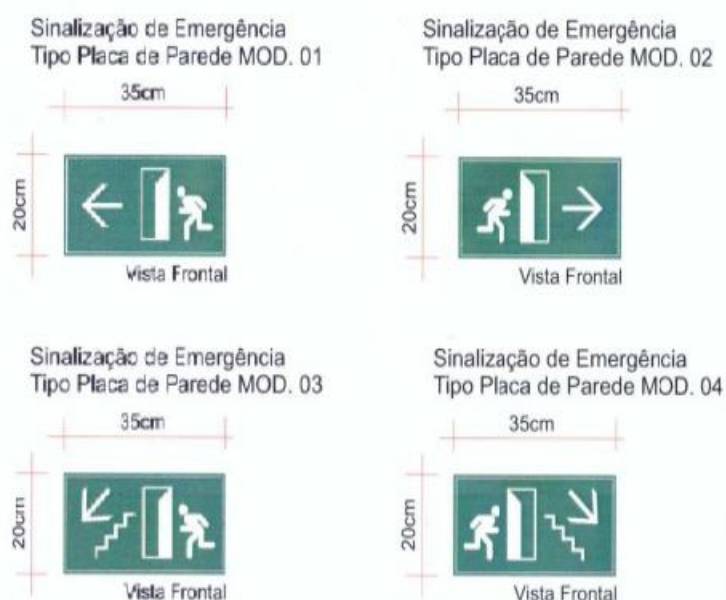 Sinalização de Emergência
Tipo Placa de Parede MOD. 01
35cm
20cm
Vista Frontal
Sinalização de Emergência
Tipo Placa de Parede MOD. 02
35cm
20cm
Vista Frontal
Sinalização de Emergência
Tipo Placa de Parede MOD. 03
35cm
20cm
Vista Frontal
Sinalização de Emergência
Tipo Placa de Parede MOD. 04
35cm
20cm
Vista Frontal